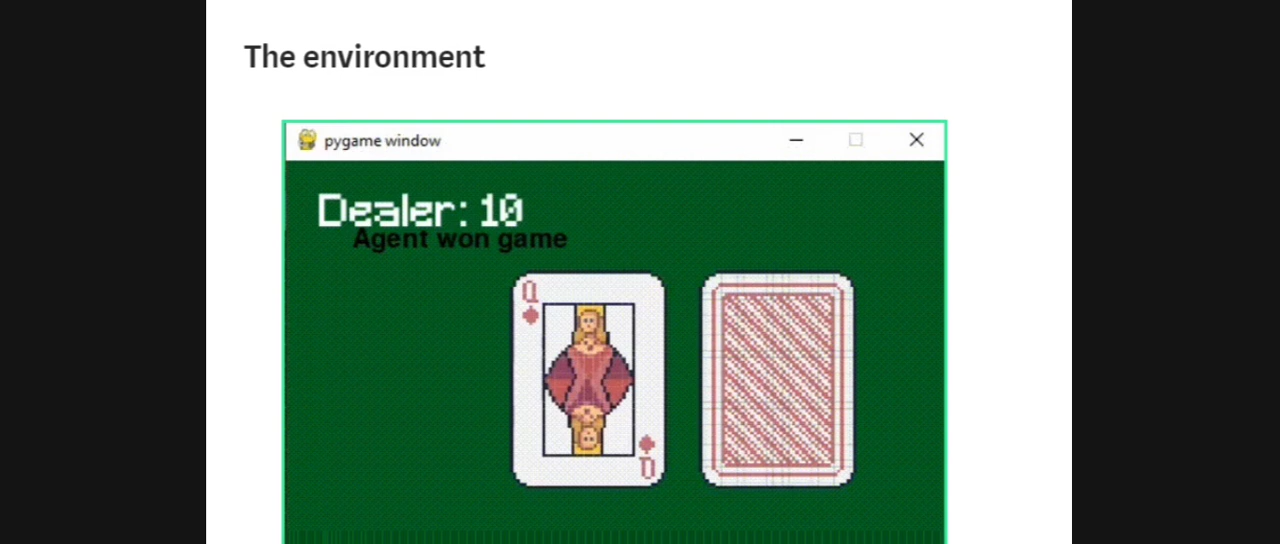 The environment
pygame window
Dealer: 10
Agent won game
Q
Q